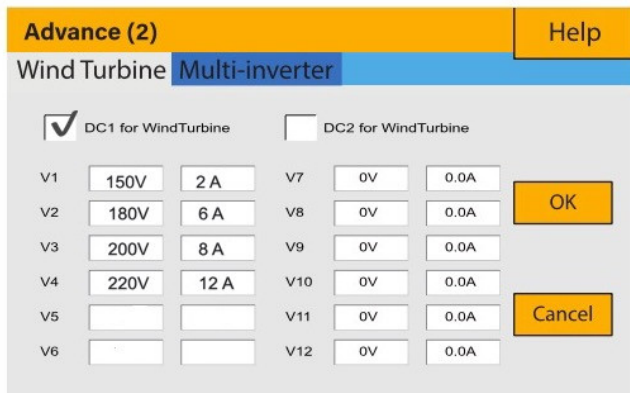 Advance (2) Help
Wind Turbine Multi-inverter
DC1 for WindTurbine DC2 for WindTurbine
V1 150V 2 A V7 0V 0.0A
V2 180V 6 A V8 0V 0.0A OK
V3 200V 8 A V9 0V 0.0A
V4 220V 12 A V10 0V 0.0A
V5 V11 0V 0.0A Cancel
V6 V12 0V 0.0A